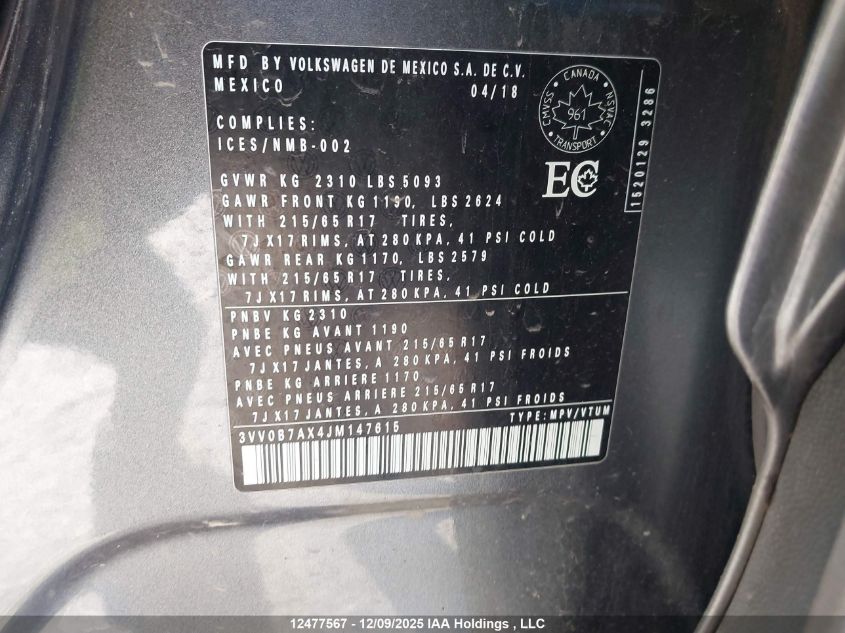 MFD BY VOLKSWAGEN DE MEXICO S.A. DE C.V.
MEXICO 04/18
CANADA
CMVSS 961 NSVAC
TRANSPORT
COMPLIES:
ICES/NMB-002
EC
1520129 3286
GVWR KG 2310 LBS 5093
GAWR FRONT KG 1190, LBS 2624
WITH 215/65 R17 TIRES,
7J X17 RIMS, AT 280 KPA, 41 PSI COLD
GAWR REAR KG 1170, LBS 2579
WITH 215/65 R17 TIRES,
7J X17 RIMS, AT 280 KPA, 41 PSI COLD
PNBV KG 2310
PNBE KG AVANT 1190
AVEC PNEUS AVANT 215/65 R17
7J X17 JANTES, A 280 KPA, 41 PSI FROIDS
PNBE KG ARRIERE 1170
AVEC PNEUS ARRIERE 215/65 R17
7J X17 JANTES, A 280 KPA, 41 PSI FROIDS
3VV0B7AX4JM147615 TYPE: MPV/VTUM
12477567 - 12/09/2025 IAA Holdings , LLC